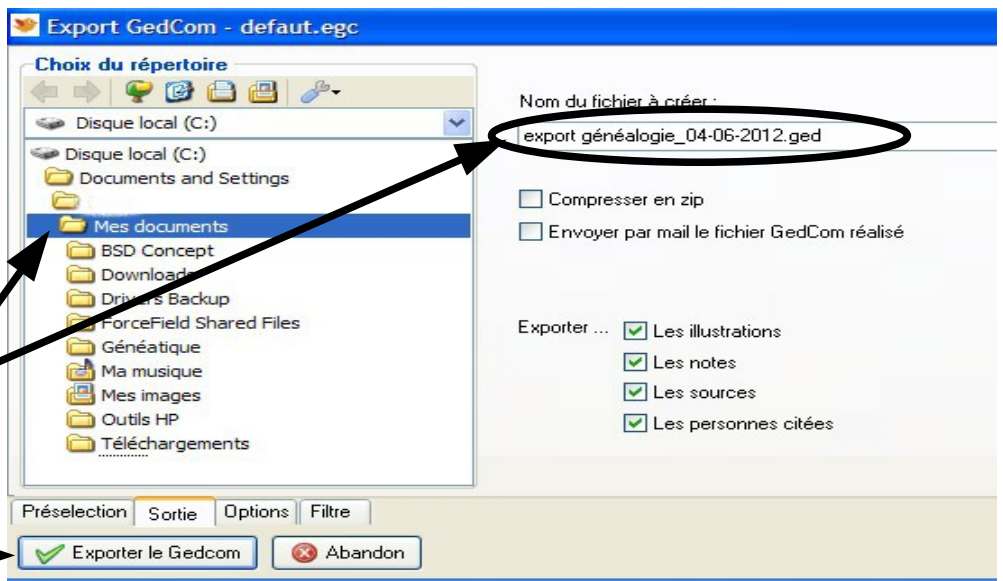 Export GedCom - defaut.egc
Choix du répertoire
Disque local (C:)
Disque local (C:)
Documents and Settings
Mes documents
BSD Concept
Downloads
Drivers Backup
ForceField Shared Files
Généatique
Ma musique
Mes images
Outils HP
Téléchargements
Nom du fichier à créer :
export généalogie_04-06-2012.ged
Compresser en zip
Envoyer par mail le fichier GedCom réalisé
Exporter ...
Les illustrations
Les notes
Les sources
Les personnes citées
Préselection Sortie Options Filtre
Exporter le Gedcom Abandon